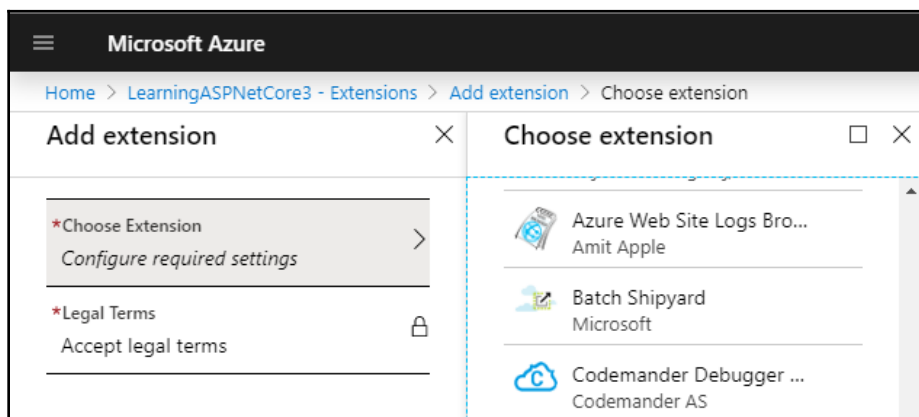 Microsoft Azure
Home > LearningASPNetCore3 - Extensions > Add extension > Choose extension
Add extension
Choose extension
*Choose Extension
Configure required settings
*Legal Terms
Accept legal terms
Azure Web Site Logs Bro...
Amit Apple
Batch Shipyard
Microsoft
Codemander Debugger ...
Codemander AS